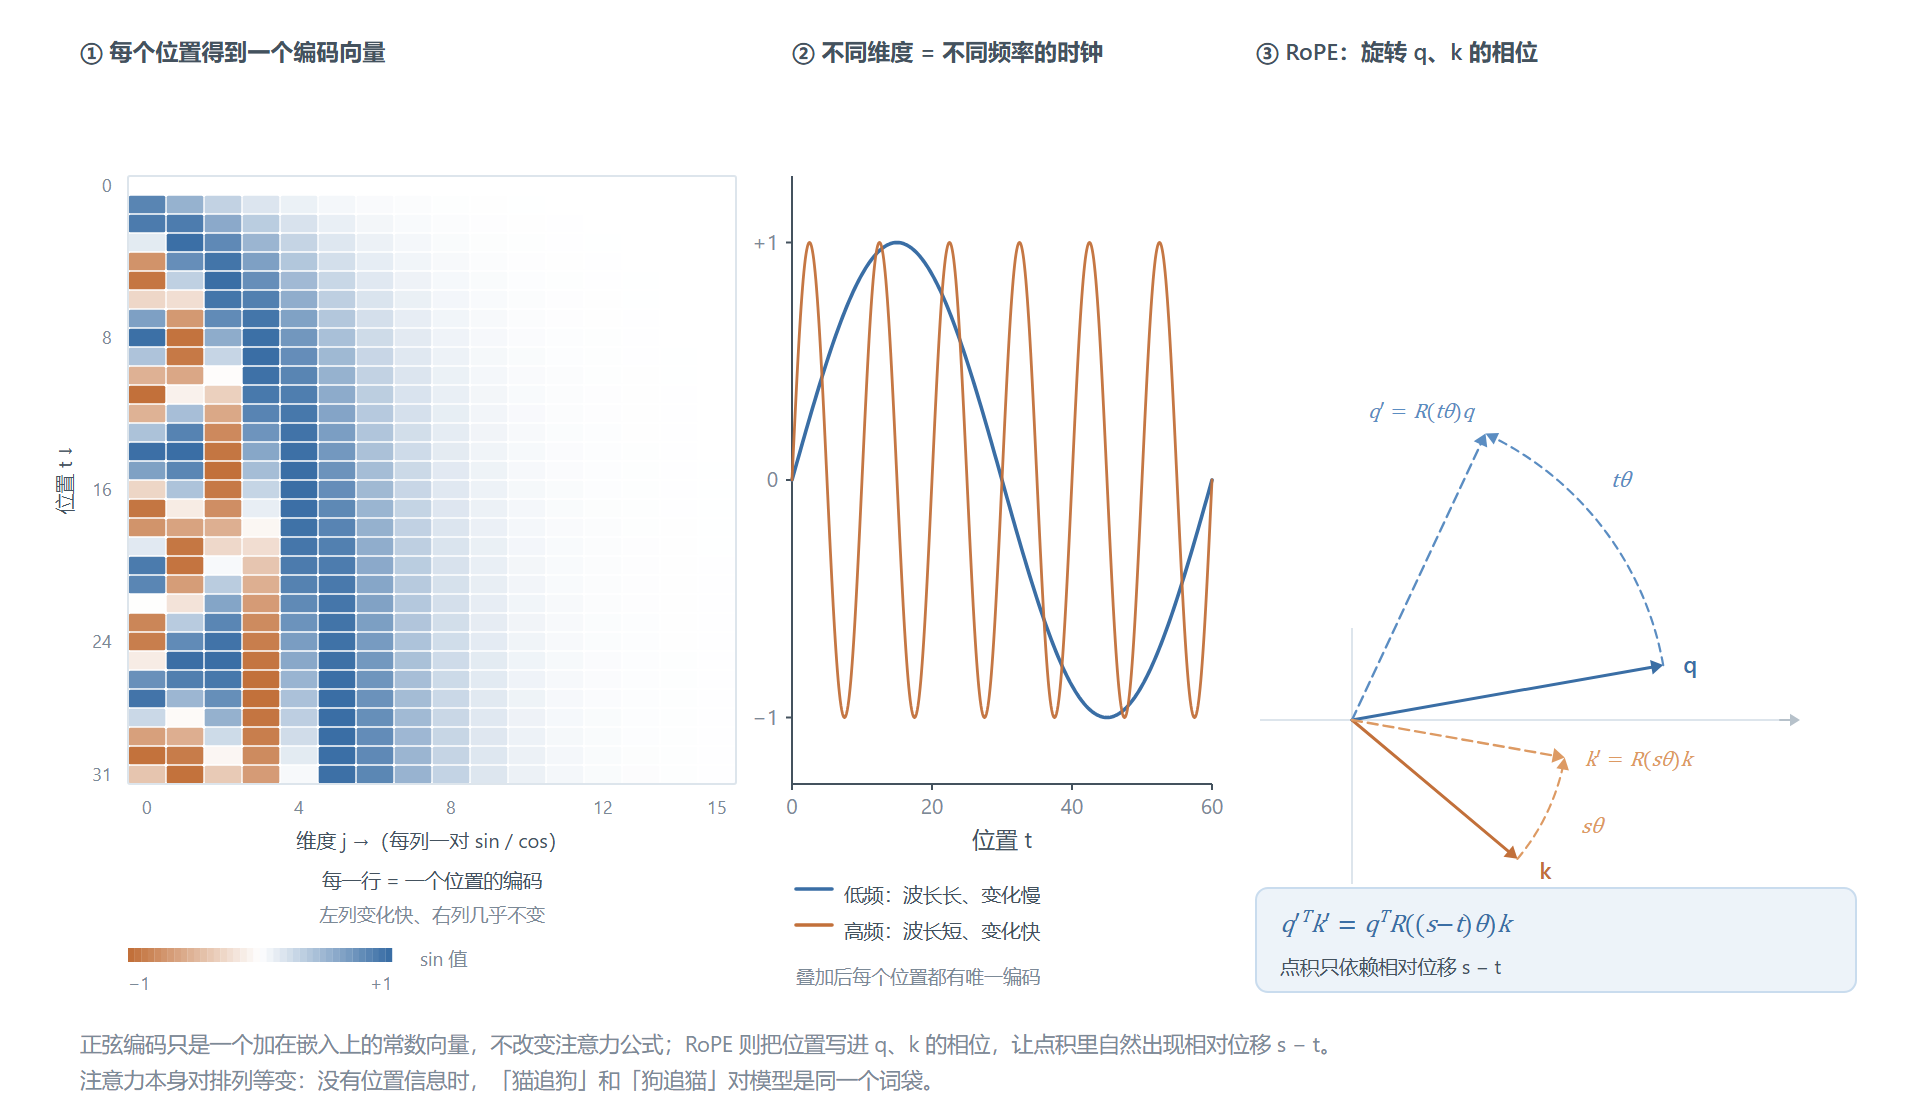 ① 每个位置得到一个编码向量
0
8
16
24
31
位置 t↓
0
4
8
12
15
维度 j →（每列一对 sin / cos）
每一行 = 一个位置的编码
左列变化快、右列几乎不变
sin 值
−1
+1
② 不同维度 = 不同频率的时钟
+1
0
−1
0
20
40
60
位置 t
低频：波长长、变化慢
高频：波长短、变化快
叠加后每个位置都有唯一编码
③ RoPE：旋转 q、k 的相位
q′ = R(tθ)q
tθ
q
k′ = R(sθ)k
sθ
k
q′ᵀk′ = qᵀR((s−t)θ)k
点积只依赖相对位移 s − t
正弦编码只是一个加在嵌入上的常数向量，不改变注意力公式；RoPE 则把位置写进 q、k 的相位，让点积里自然出现相对位移 s − t。
注意力本身对排列等变：没有位置信息时，「猫追狗」和「狗追猫」对模型是同一个词袋。